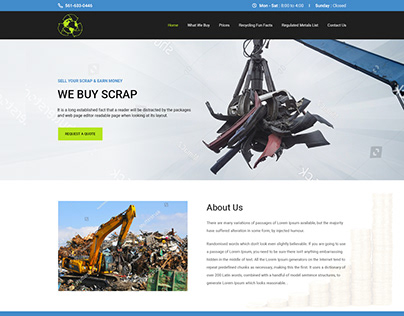 561-600-0446
Mon - Sat : 8:00 to 4:00 | Sunday : Closed
Home What We Buy Prices Recycling Fun Facts Regulated Metals List Contact Us
SELL YOUR SCRAP & EARN MONEY
WE BUY SCRAP
It is a long established fact that a reader will be distracted by the packages
and web page editor readable page when looking at its layout.
REQUEST A QUOTE
About Us
There are many variations of passages of Lorem Ipsum available, but the majority
have suffered alteration in some form, by injected humour.
Randomised words which don't look even slightly believable. If you are going to use
a passage of Lorem Ipsum, you need to be sure there isn't anything embarrassing
hidden in the middle of text. All the Lorem Ipsum generators on the Internet tend to
repeat predefined chunks as necessary, making this the first. It uses a dictionary of
over 200 Latin words, combined with a handful of model sentence structures, to
generate Lorem Ipsum which looks reasonable..